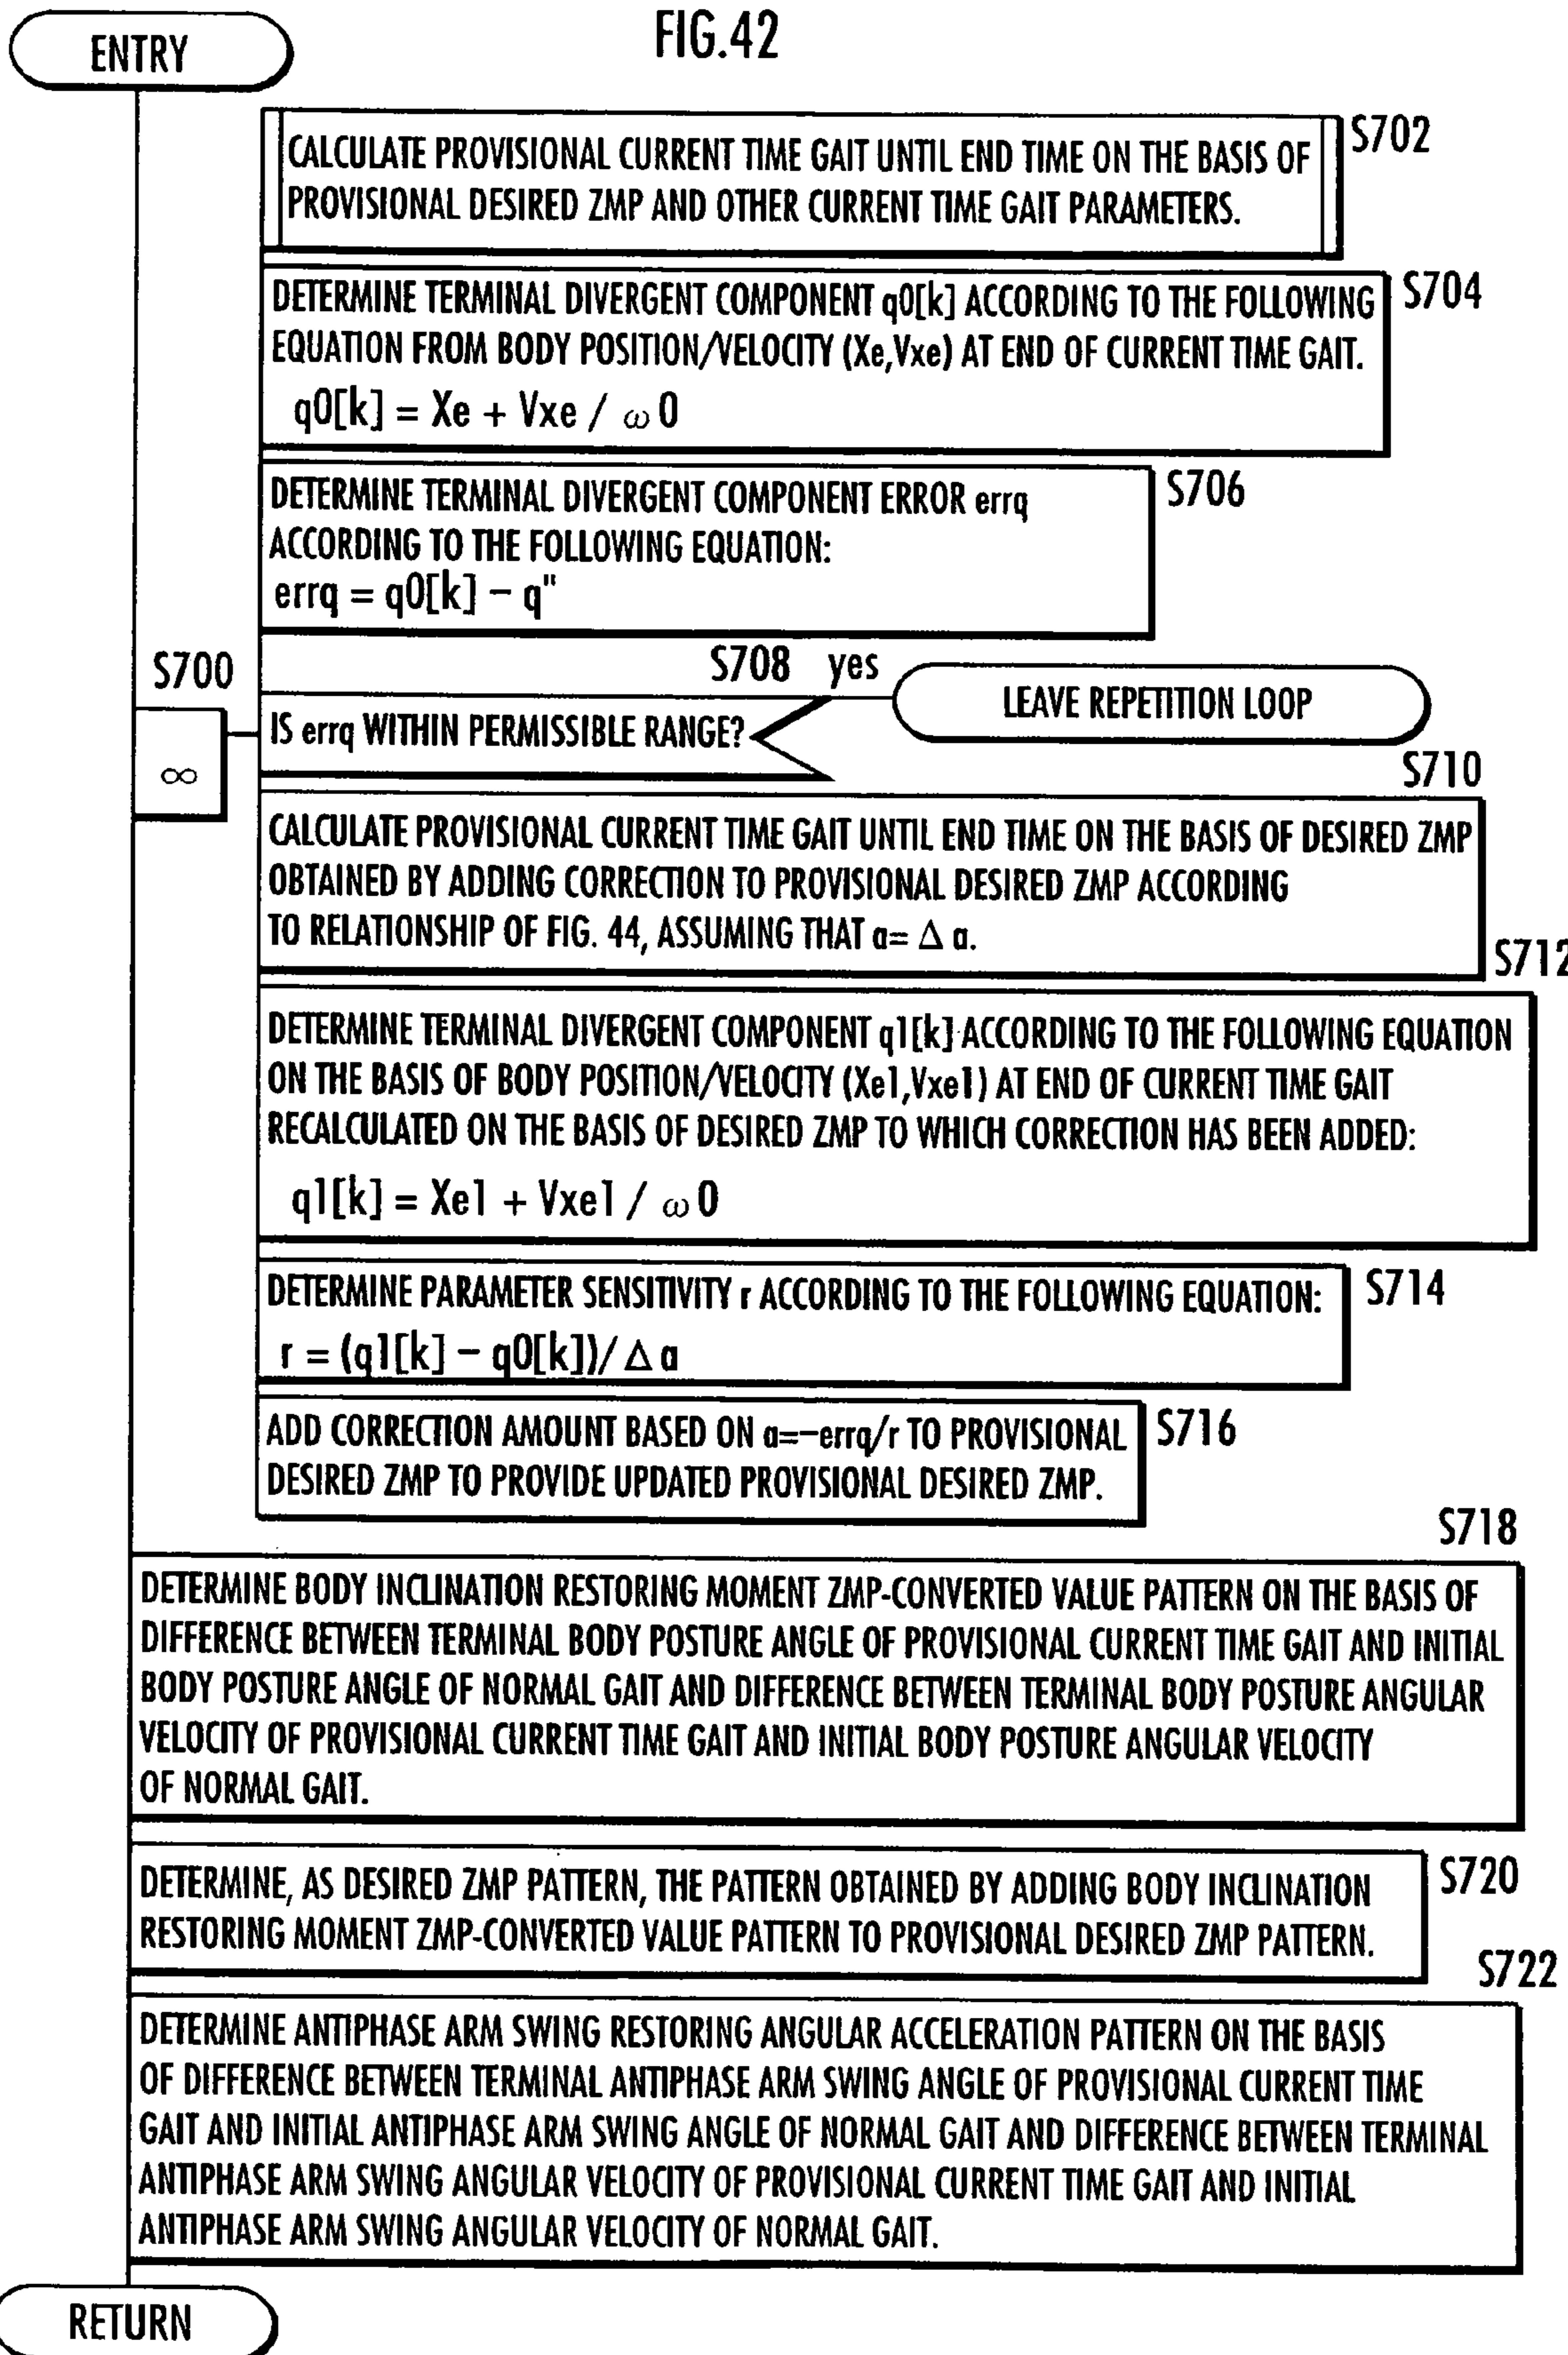 FIG.42
ENTRY
S702
CALCULATE PROVISIONAL CURRENT TIME GAIT UNTIL END TIME ON THE BASIS OF
PROVISIONAL DESIRED ZMP AND OTHER CURRENT TIME GAIT PARAMETERS.
S704
DETERMINE TERMINAL DIVERGENT COMPONENT q0[k] ACCORDING TO THE FOLLOWING
EQUATION FROM BODY POSITION/VELOCITY (Xe,Vxe) AT END OF CURRENT TIME GAIT.
q0[k] = Xe + Vxe / ω0
S706
DETERMINE TERMINAL DIVERGENT COMPONENT ERROR errq
ACCORDING TO THE FOLLOWING EQUATION:
errq = q0[k] − q"
S700
∞
S708 yes
IS errq WITHIN PERMISSIBLE RANGE?
LEAVE REPETITION LOOP
S710
CALCULATE PROVISIONAL CURRENT TIME GAIT UNTIL END TIME ON THE BASIS OF DESIRED ZMP
OBTAINED BY ADDING CORRECTION TO PROVISIONAL DESIRED ZMP ACCORDING
TO RELATIONSHIP OF FIG. 44, ASSUMING THAT a= Δ a.
S712
DETERMINE TERMINAL DIVERGENT COMPONENT q1[k] ACCORDING TO THE FOLLOWING EQUATION
ON THE BASIS OF BODY POSITION/VELOCITY (Xe1,Vxe1) AT END OF CURRENT TIME GAIT
RECALCULATED ON THE BASIS OF DESIRED ZMP TO WHICH CORRECTION HAS BEEN ADDED:
q1[k] = Xe1 + Vxe1 / ω0
S714
DETERMINE PARAMETER SENSITIVITY r ACCORDING TO THE FOLLOWING EQUATION:
r = (q1[k] − q0[k])/ Δ a
S716
ADD CORRECTION AMOUNT BASED ON a=−errq/r TO PROVISIONAL
DESIRED ZMP TO PROVIDE UPDATED PROVISIONAL DESIRED ZMP.
S718
DETERMINE BODY INCLINATION RESTORING MOMENT ZMP-CONVERTED VALUE PATTERN ON THE BASIS OF
DIFFERENCE BETWEEN TERMINAL BODY POSTURE ANGLE OF PROVISIONAL CURRENT TIME GAIT AND INITIAL
BODY POSTURE ANGLE OF NORMAL GAIT AND DIFFERENCE BETWEEN TERMINAL BODY POSTURE ANGULAR
VELOCITY OF PROVISIONAL CURRENT TIME GAIT AND INITIAL BODY POSTURE ANGULAR VELOCITY
OF NORMAL GAIT.
S720
DETERMINE, AS DESIRED ZMP PATTERN, THE PATTERN OBTAINED BY ADDING BODY INCLINATION
RESTORING MOMENT ZMP-CONVERTED VALUE PATTERN TO PROVISIONAL DESIRED ZMP PATTERN.
S722
DETERMINE ANTIPHASE ARM SWING RESTORING ANGULAR ACCELERATION PATTERN ON THE BASIS
OF DIFFERENCE BETWEEN TERMINAL ANTIPHASE ARM SWING ANGLE OF PROVISIONAL CURRENT TIME
GAIT AND INITIAL ANTIPHASE ARM SWING ANGLE OF NORMAL GAIT AND DIFFERENCE BETWEEN TERMINAL
ANTIPHASE ARM SWING ANGULAR VELOCITY OF PROVISIONAL CURRENT TIME GAIT AND INITIAL
ANTIPHASE ARM SWING ANGULAR VELOCITY OF NORMAL GAIT.
RETURN